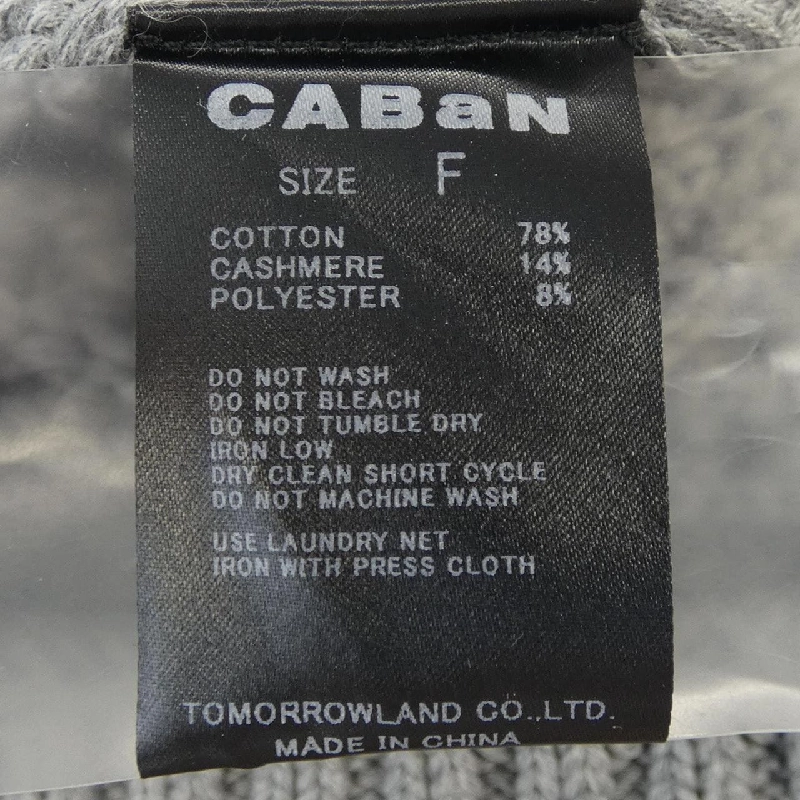 CABaN
SIZE F
COTTON 78%
CASHMERE 14%
POLYESTER 8%
DO NOT WASH
DO NOT BLEACH
DO NOT TUMBLE DRY
IRON LOW
DRY CLEAN SHORT CYCLE
DO NOT MACHINE WASH
USE LAUNDRY NET
IRON WITH PRESS CLOTH
TOMORROWLAND CO.,LTD.
MADE IN CHINA